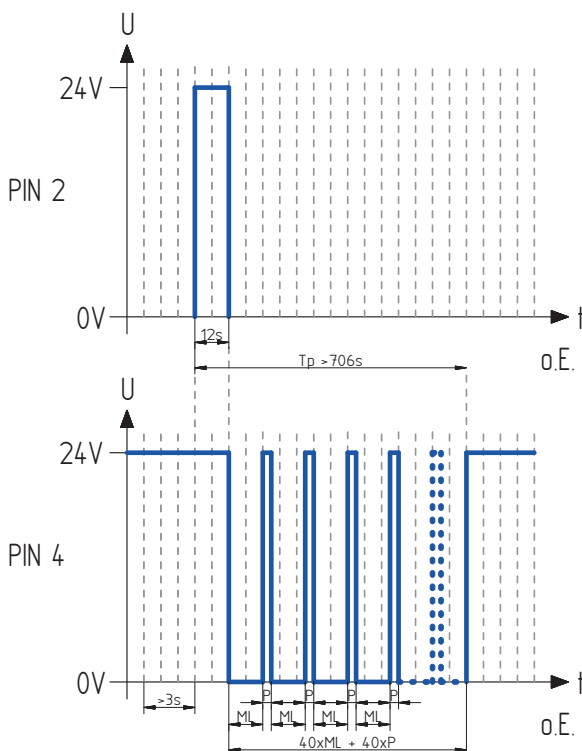 U
24V
PIN 2
0V
t
12s
Tp >706s
o.E.
U
24V
PIN 4
0V
t
>3s
P P P P
ML ML ML ML
o.E.
40xML + 40xP